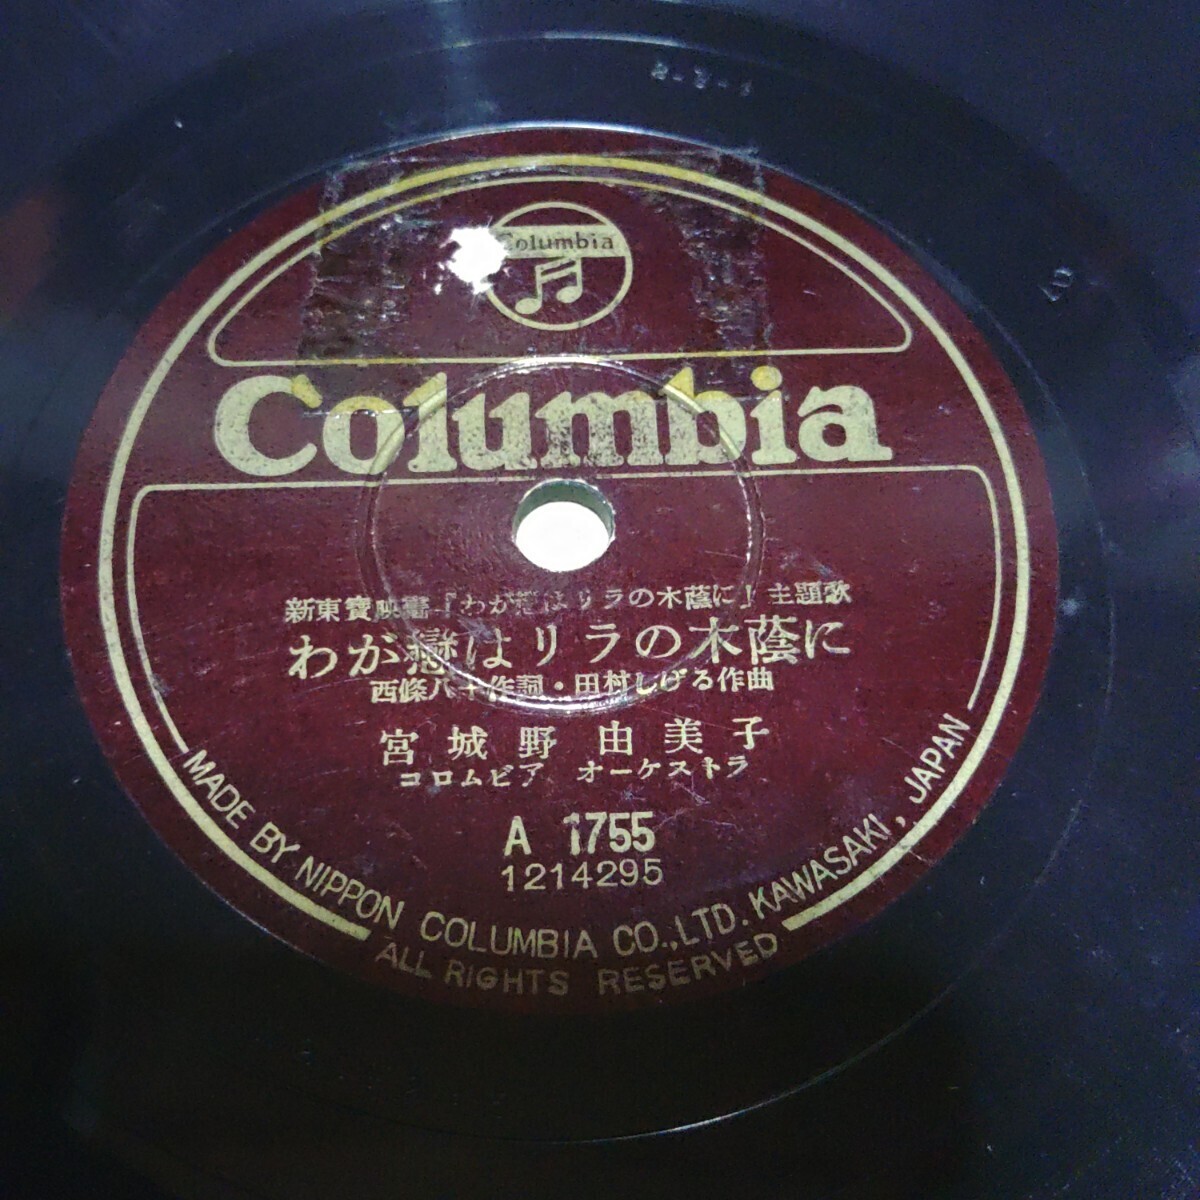 Columbia
Columbia
新東寶映畫『わが戀はリラの木蔭に』主題歌
わが戀はリラの木蔭に
西條八十作詞・田村しげる作曲
宮城野由美子
コロムビア オーケストラ
A 1755
1214295
MADE BY NIPPON COLUMBIA CO.,LTD. KAWASAKI, JAPAN
ALL RIGHTS RESERVED